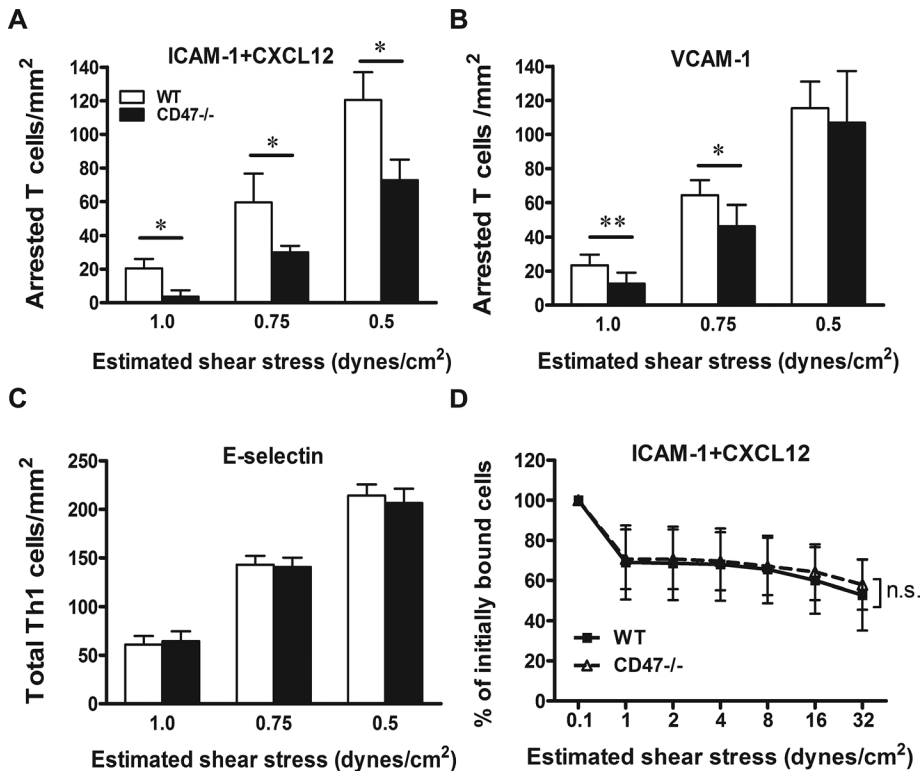 A
ICAM-1+CXCL12
WT
CD47-/-
Arrested T cells/mm²
140
120
100
80
60
40
20
0
*
*
*
1.0
0.75
0.5
Estimated shear stress (dynes/cm²)
B
VCAM-1
Arrested T cells /mm²
140
120
100
80
60
40
20
0
**
*
1.0
0.75
0.5
Estimated shear stress (dynes/cm²)
C
E-selectin
Total Th1 cells/mm²
250
200
150
100
50
0
1.0
0.75
0.5
Estimated shear stress (dynes/cm²)
D
ICAM-1+CXCL12
% of initially bound cells
120
100
80
60
40
20
0
n.s.
WT
CD47-/-
0.1
1
2
4
8
16
32
Estimated shear stress (dynes/cm²)